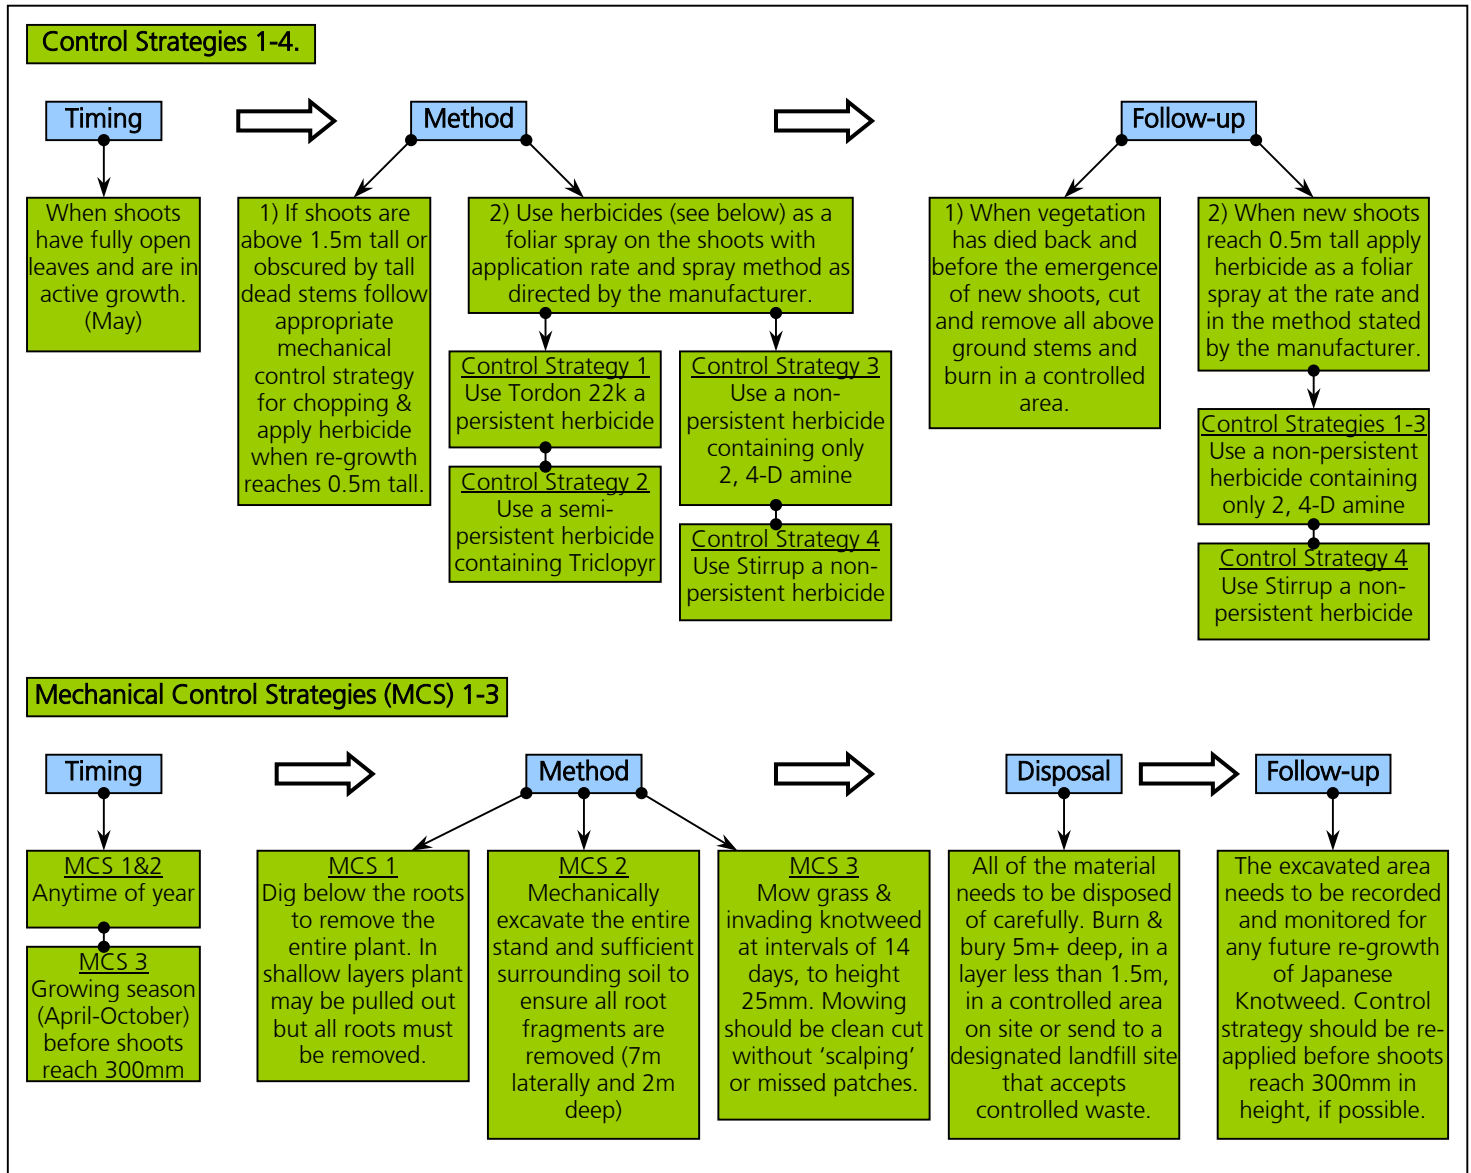 Control Strategies 1-4.
Timing
Method
Follow-up
When shoots
have fully open
leaves and are in
active growth.
(May)
1) If shoots are
above 1.5m tall or
obscured by tall
dead stems follow
appropriate
mechanical
control strategy
for chopping &
apply herbicide
when re-growth
reaches 0.5m tall.
2) Use herbicides (see below) as a
foliar spray on the shoots with
application rate and spray method as
directed by the manufacturer.
Control Strategy 1
Use Tordon 22k a
persistent herbicide
Control Strategy 2
Use a semi-
persistent herbicide
containing Triclopyr
Control Strategy 3
Use a non-
persistent herbicide
containing only
2, 4-D amine
Control Strategy 4
Use Stirrup a non-
persistent herbicide
1) When vegetation
has died back and
before the emergence
of new shoots, cut
and remove all above
ground stems and
burn in a controlled
area.
2) When new shoots
reach 0.5m tall apply
herbicide as a foliar
spray at the rate and
in the method stated
by the manufacturer.
Control Strategies 1-3
Use a non-persistent
herbicide containing
only 2, 4-D amine
Control Strategy 4
Use Stirrup a non-
persistent herbicide
Mechanical Control Strategies (MCS) 1-3
Timing
Method
Disposal
Follow-up
MCS 1&2
Anytime of year
MCS 3
Growing season
(April-October)
before shoots
reach 300mm
MCS 1
Dig below the roots
to remove the
entire plant. In
shallow layers plant
may be pulled out
but all roots must
be removed.
MCS 2
Mechanically
excavate the entire
stand and sufficient
surrounding soil to
ensure all root
fragments are
removed (7m
laterally and 2m
deep)
MCS 3
Mow grass &
invading knotweed
at intervals of 14
days, to height
25mm. Mowing
should be clean cut
without ‘scalping’
or missed patches.
All of the material
needs to be disposed
of carefully. Burn &
bury 5m+ deep, in a
layer less than 1.5m,
in a controlled area
on site or send to a
designated landfill site
that accepts
controlled waste.
The excavated area
needs to be recorded
and monitored for
any future re-growth
of Japanese
Knotweed. Control
strategy should be re-
applied before shoots
reach 300mm in
height, if possible.